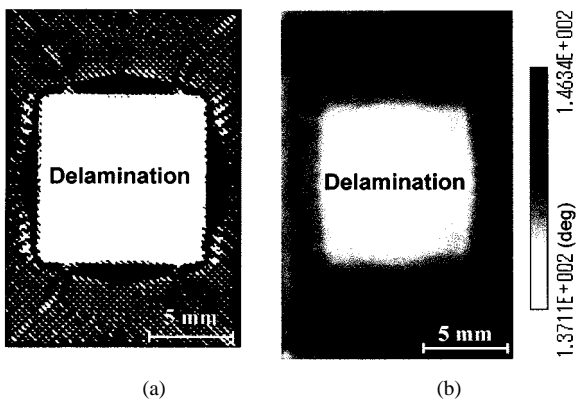 Delamination
5 mm
(a)
Delamination
5 mm
(b)
1.4634E+002
1.3711E+002 (deg)